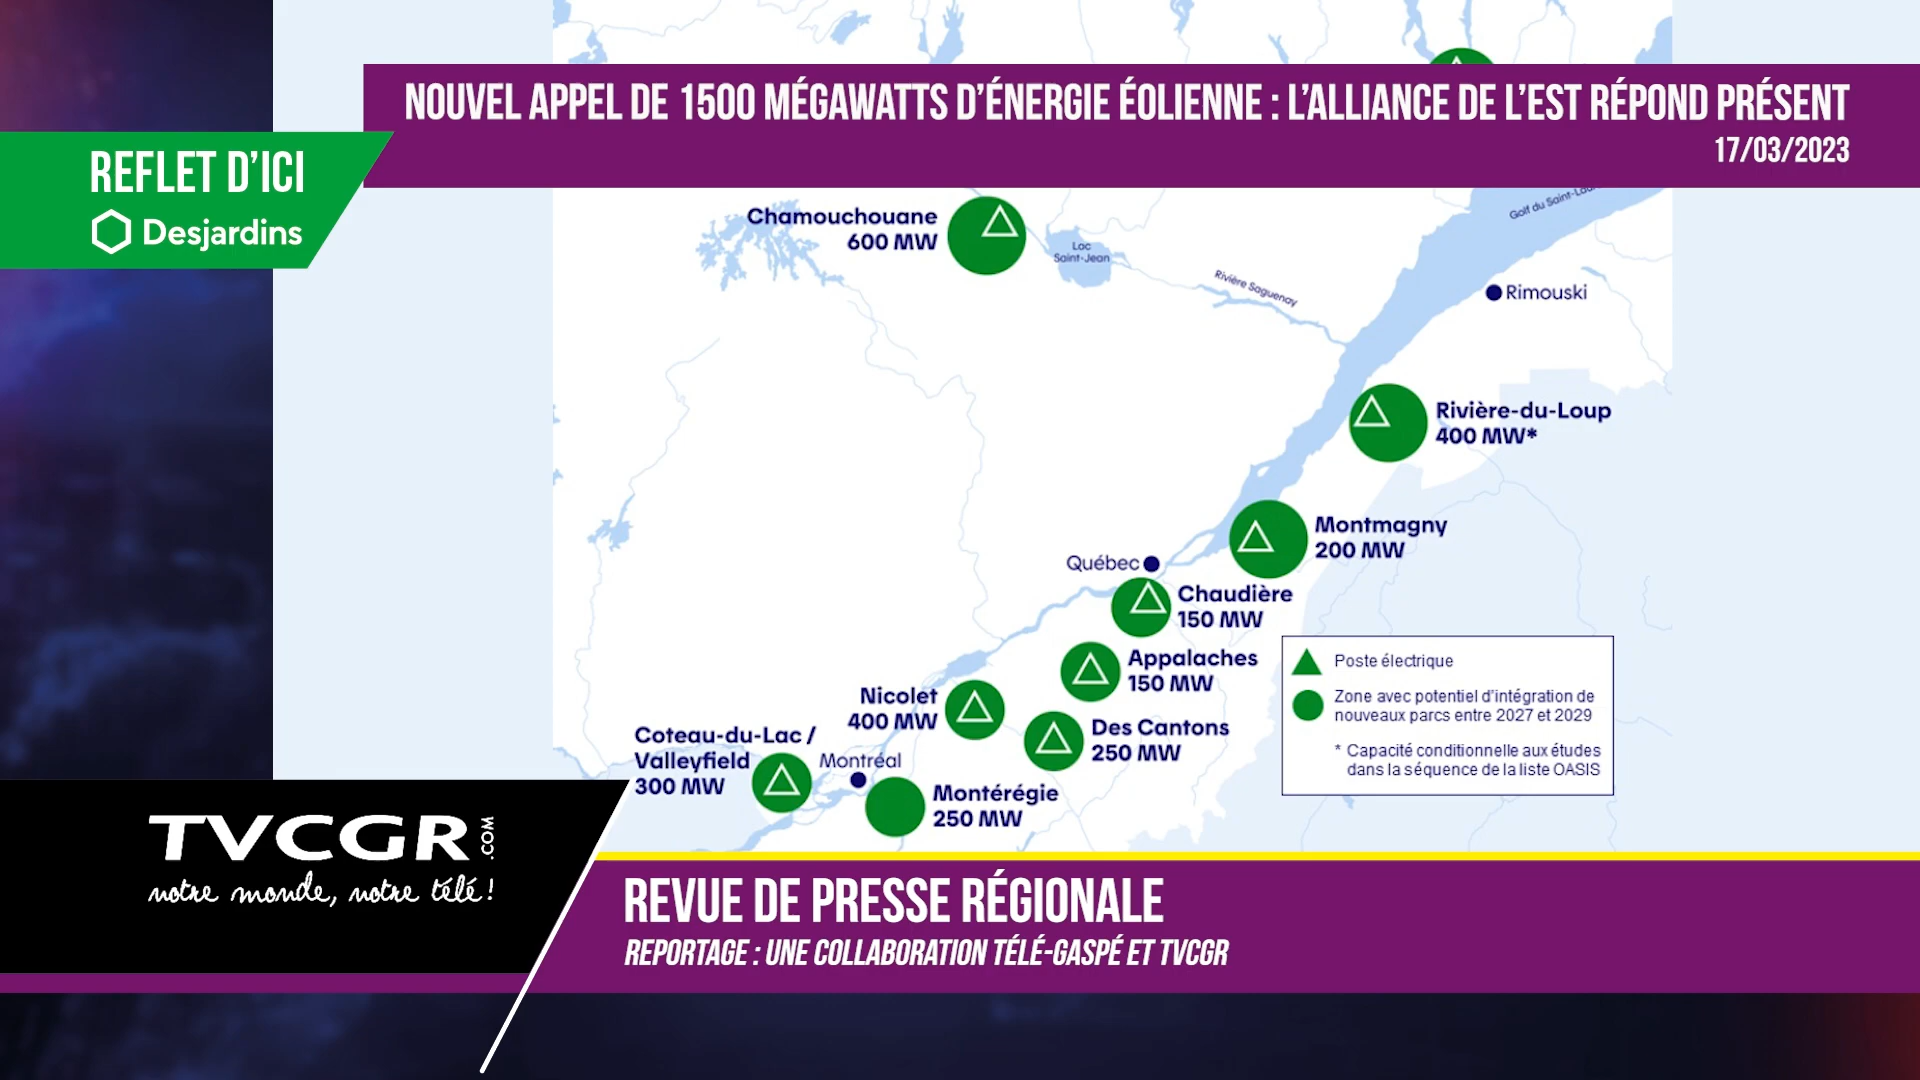 NOUVEL APPEL DE 1500 MÉGAWATTS D'ÉNERGIE ÉOLIENNE : L'ALLIANCE DE L'EST RÉPOND PRÉSENT
17/03/2023
REFLET D'ICI
Desjardins
Chamouchouane
600 MW
Lac
Saint-Jean
Rivière Saguenay
Golf du Saint-
Rimouski
Rivière-du-Loup
400 MW*
Montmagny
200 MW
Québec
Chaudière
150 MW
Appalaches
150 MW
Nicolet
400 MW
Des Cantons
250 MW
Coteau-du-Lac /
Valleyfield
300 MW
Montréal
Montérégie
250 MW
Poste électrique
Zone avec potentiel d'intégration de
nouveaux parcs entre 2027 et 2029
* Capacité conditionnelle aux études
dans la séquence de la liste OASIS
TVCGR.COM
notre monde, notre télé !
REVUE DE PRESSE RÉGIONALE
REPORTAGE : UNE COLLABORATION TÉLÉ-GASPÉ ET TVCGR